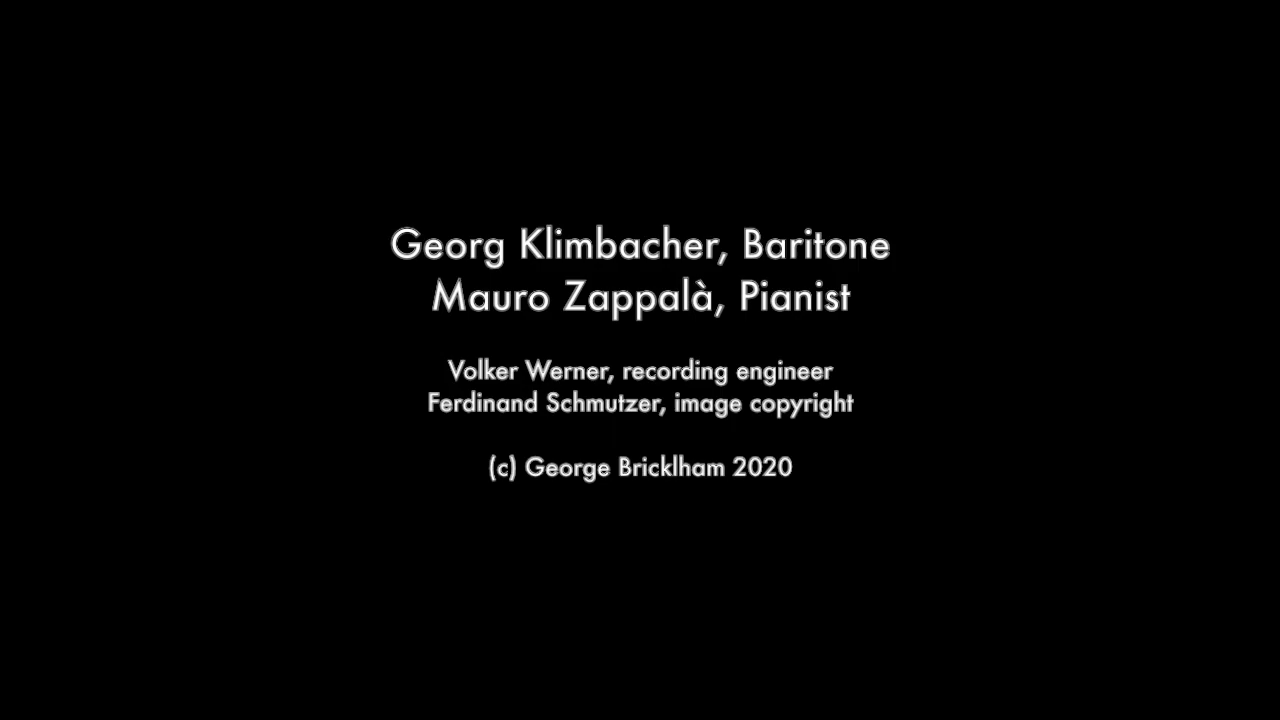 Georg Klimbacher, Baritone
Mauro Zappalà, Pianist
Volker Werner, recording engineer
Ferdinand Schmutzer, image copyright
(c) George Bricklham 2020